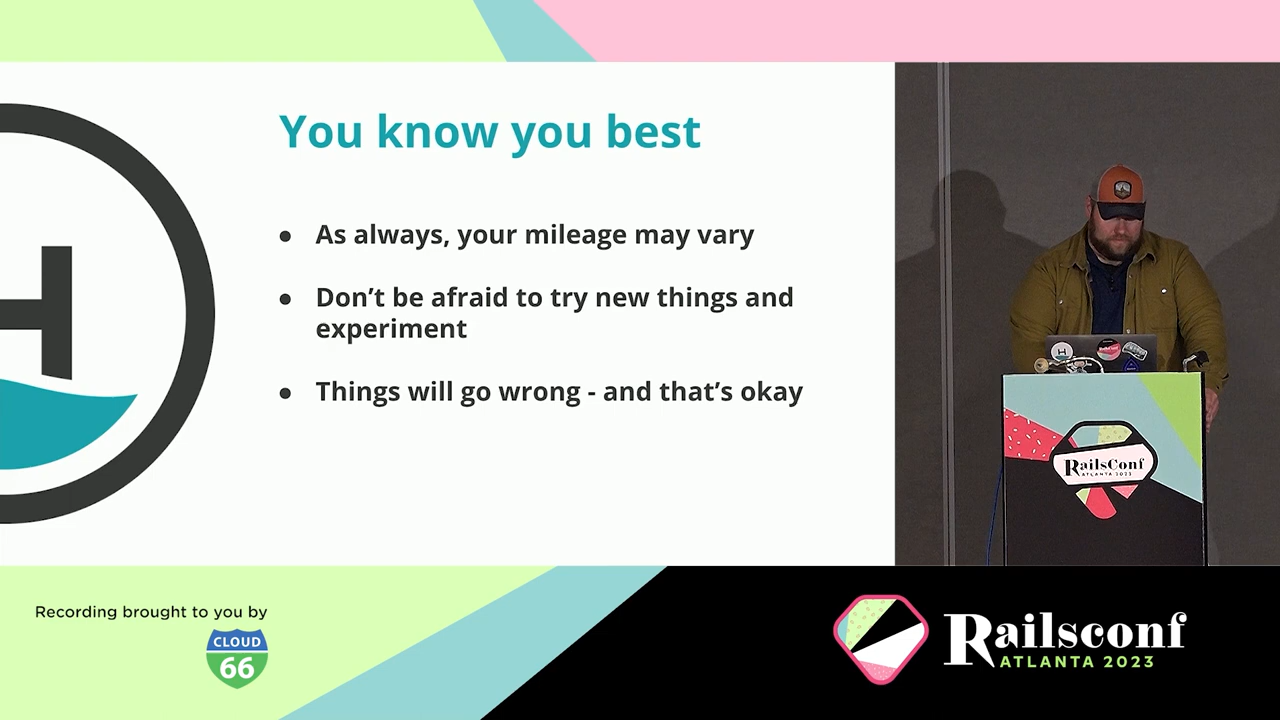 You know you best
H
● As always, your mileage may vary
● Don't be afraid to try new things and
experiment
● Things will go wrong - and that's okay
RailsConf
ATLANTA 2023
Recording brought to you by
CLOUD
66
Railsconf
ATLANTA 2023